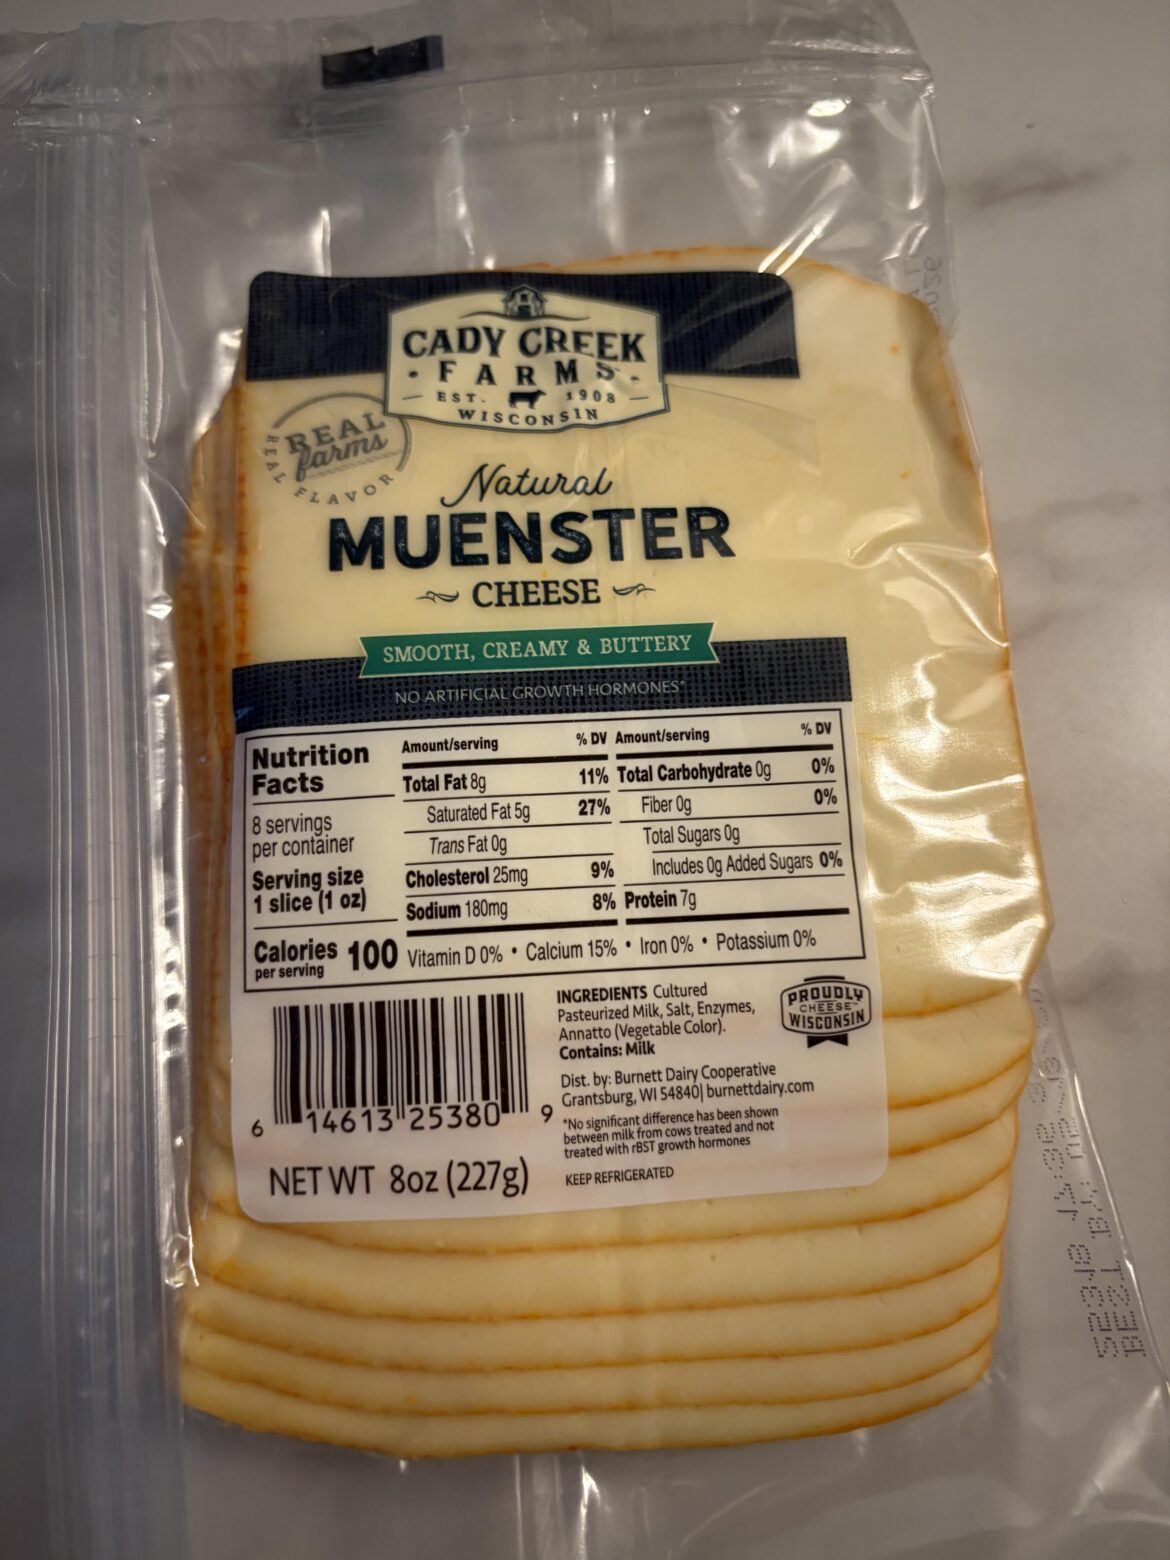 CADY CREEK
• FARMS •
EST. 1908
WISCONSIN
REAL
farms
REAL FLAVOR
Natural
MUENSTER
CHEESE
SMOOTH, CREAMY & BUTTERY
NO ARTIFICIAL GROWTH HORMONES*
Nutrition
Facts
8 servings
per container
Serving size
1 slice (1 oz)
Calories 100
per serving
Amount/serving % DV
Total Fat 8g 11%
Saturated Fat 5g 27%
Trans Fat 0g
Cholesterol 25mg 9%
Sodium 180mg 8%
Amount/serving % DV
Total Carbohydrate 0g 0%
Fiber 0g 0%
Total Sugars 0g
Includes 0g Added Sugars 0%
Protein 7g
Vitamin D 0% • Calcium 15% • Iron 0% • Potassium 0%
6 14613 25380 9
NET WT 8oz (227g)
INGREDIENTS Cultured
Pasteurized Milk, Salt, Enzymes,
Annatto (Vegetable Color).
Contains: Milk
PROUDLY
CHEESE™
WISCONSIN
Dist. by: Burnett Dairy Cooperative
Grantsburg, WI 54840| burnettdairy.com
*No significant difference has been shown
between milk from cows treated and not
treated with rBST growth hormones
KEEP REFRIGERATED
BEST BY: